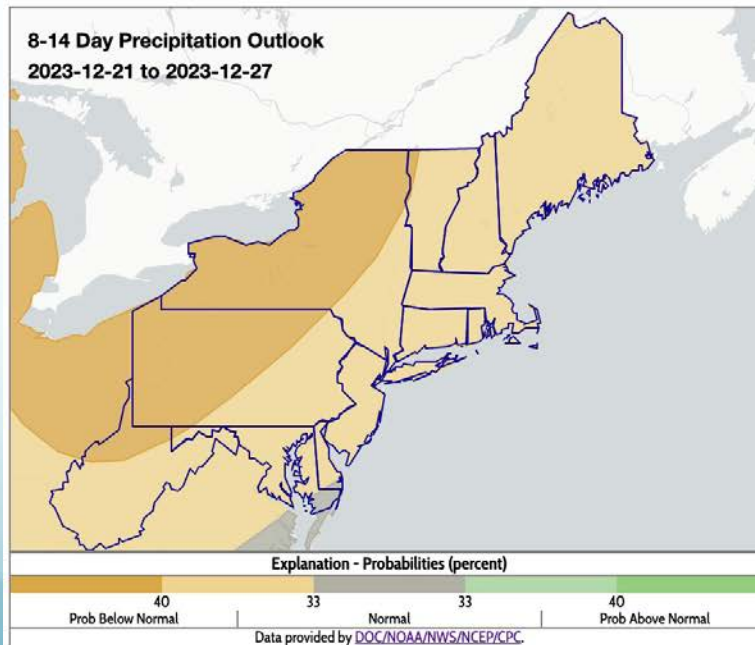 8-14 Day Precipitation Outlook
2023-12-21 to 2023-12-27
Explanation - Probabilities (percent)
40 33 33 40
Prob Below Normal Normal Prob Above Normal
Data provided by DOC/NOAA/NWS/NCEP/CPC.